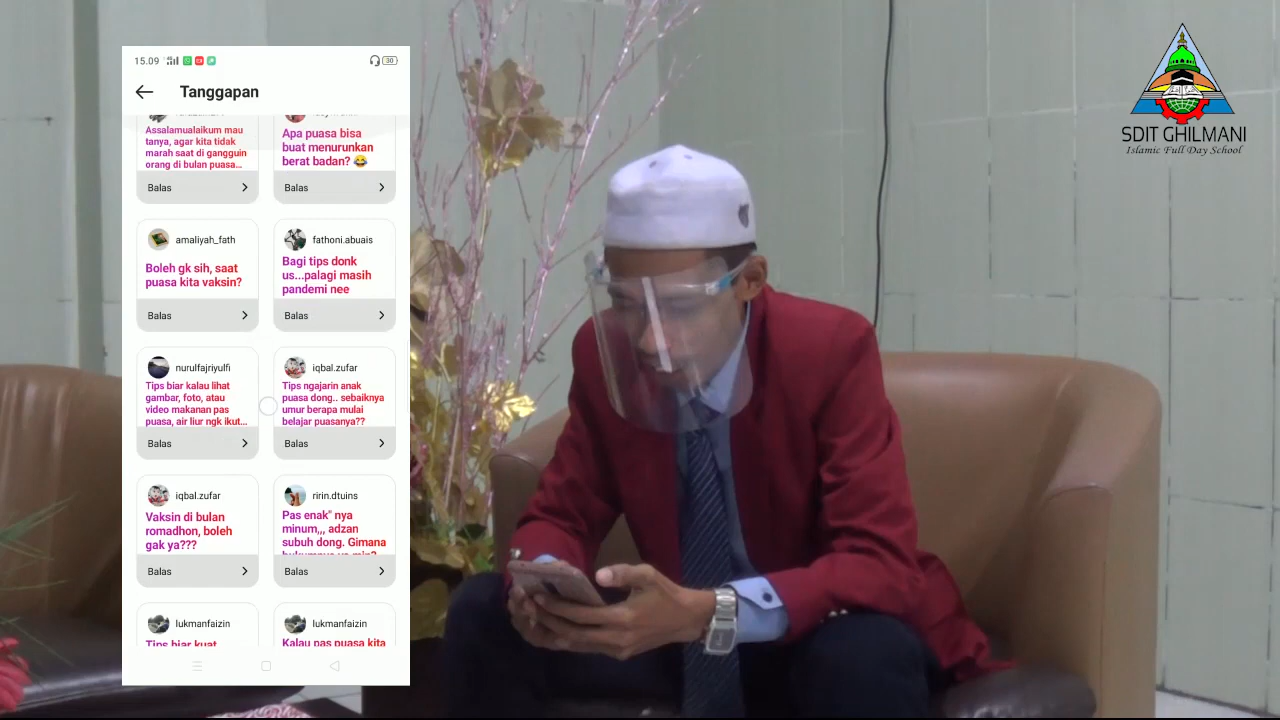 15.09
30
Tanggapan
Assalamualaikum mau
tanya, agar kita tidak
marah saat di gangguin
orang di bulan puasa...
Balas
Apa puasa bisa
buat menurunkan
berat badan? 😂
Balas
amaliyah_fath
Boleh gk sih, saat
puasa kita vaksin?
Balas
fathoni.abuais
Bagi tips donk
us...palagi masih
pandemi nee
Balas
nurulfajriyulfi
Tips biar kalau lihat
gambar, foto, atau
video makanan pas
puasa, air liur ngk ikut...
Balas
iqbal.zufar
Tips ngajarin anak
puasa dong.. sebaiknya
umur berapa mulai
belajar puasanya??
Balas
iqbal.zufar
Vaksin di bulan
romadhon, boleh
gak ya???
Balas
ririn.dtuins
Pas enak" nya
minum,,, adzan
subuh dong. Gimana
Balas
lukmanfaizin
Tips biar kuat
lukmanfaizin
Kalau pas puasa kita
SDIT GHILMANI
Islamic Full Day School